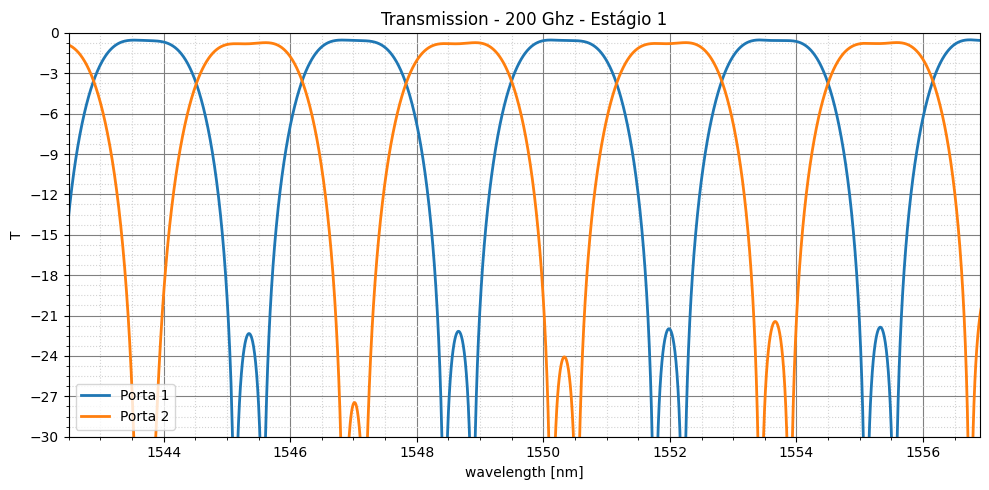 Transmission - 200 Ghz - Estágio 1
T
0
−3
−6
−9
−12
−15
−18
−21
−24
−27
−30
Porta 1
Porta 2
1544 1546 1548 1550 1552 1554 1556
wavelength [nm]